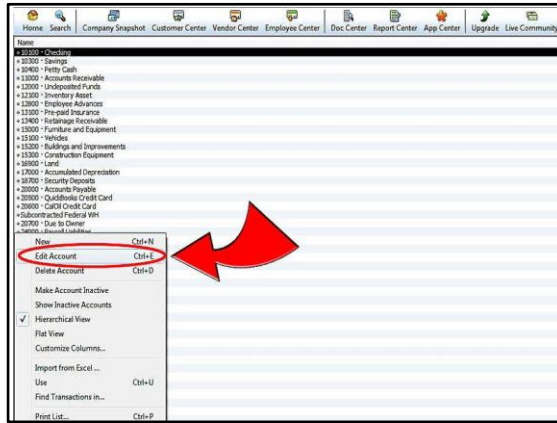 Home Search Company Snapshot Customer Center Vendor Center Employee Center Doc Center Report Center App Center Upgrade Live Community
Name
10100 · Checking
10300 · Savings
10400 · Petty Cash
11000 · Accounts Receivable
12000 · Undeposited Funds
12100 · Inventory Asset
12800 · Employee Advances
13100 · Pre-paid Insurance
13400 · Retainage Receivable
15000 · Furniture and Equipment
15100 · Vehicles
15200 · Buildings and Improvements
15300 · Construction Equipment
16900 · Land
17000 · Accumulated Depreciation
18700 · Security Deposits
20000 · Accounts Payable
20500 · QuickBooks Credit Card
20600 · CalOil Credit Card
Subcontracted Federal WH
20700 · Due to Owner
24000 · Payroll Liabilities
New Ctrl+N
Edit Account Ctrl+E
Delete Account Ctrl+D
Make Account Inactive
Show Inactive Accounts
Hierarchical View
Flat View
Customize Columns...
Import from Excel ...
Use Ctrl+U
Find Transactions in...
Print List... Ctrl+P